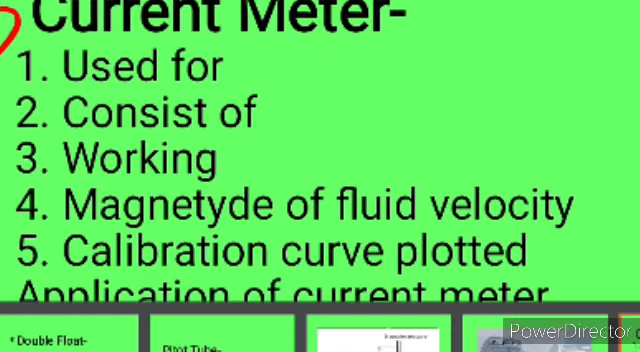 Current Meter-
1. Used for
2. Consist of
3. Working
4. Magnetyde of fluid velocity
5. Calibration curve plotted
Application of current meter
* Double Float-
Pitot Tube-
PowerDirector